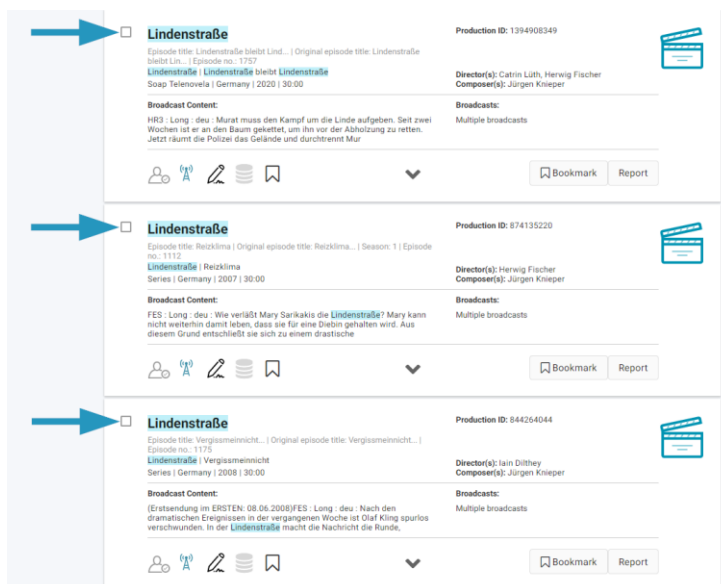 Lindenstraße
Production ID: 1394908349
Episode title: Lindenstraße bleibt Lind... | Original episode title: Lindenstraße
bleibt Lin... | Episode no.: 1757
Lindenstraße | Lindenstraße bleibt Lindenstraße
Soap Telenovela | Germany | 2020 | 30:00
Director(s): Catrin Lüth, Herwig Fischer
Composer(s): Jürgen Knieper
Broadcast Content:
HR3 : Long : deu : Murat muss den Kampf um die Linde aufgeben. Seit zwei
Wochen ist er an den Baum gekettet, um ihn vor der Abholzung zu retten.
Jetzt räumt die Polizei das Gelände und durchtrennt Mur
Broadcasts:
Multiple broadcasts
Bookmark
Report
Lindenstraße
Production ID: 874135220
Episode title: Reizklima | Original episode title: Reizklima... | Season: 1 | Episode
no.: 1112
Lindenstraße | Reizklima
Series | Germany | 2007 | 30:00
Director(s): Herwig Fischer
Composer(s): Jürgen Knieper
Broadcast Content:
FES : Long : deu : Wie verläßt Mary Sarikakis die Lindenstraße? Mary kann
nicht weiterhin damit leben, dass sie für eine Diebin gehalten wird. Aus
diesem Grund entschließt sie sich zu einem drastische
Broadcasts:
Multiple broadcasts
Bookmark
Report
Lindenstraße
Production ID: 844264044
Episode title: Vergissmeinnicht... | Original episode title: Vergissmeinnicht... |
Episode no.: 1175
Lindenstraße | Vergissmeinnicht
Series | Germany | 2008 | 30:00
Director(s): Iain Dilthey
Composer(s): Jürgen Knieper
Broadcast Content:
(Erstsendung im ERSTEN: 08.06.2008)FES : Long : deu : Nach den
dramatischen Ereignissen in der vergangenen Woche ist Olaf Kling spurlos
verschwunden. In der Lindenstraße macht die Nachricht die Runde,
Broadcasts:
Multiple broadcasts
Bookmark
Report